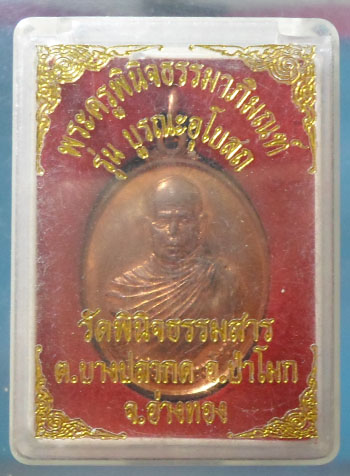 พระครูพินิจธรรมาภิมณฑ์
รุ่น บูรณะอุโบสถ
วัดพินิจธรรมสาร
ต.บางปลากด อ.ป่าโมก
จ.อ่างทอง